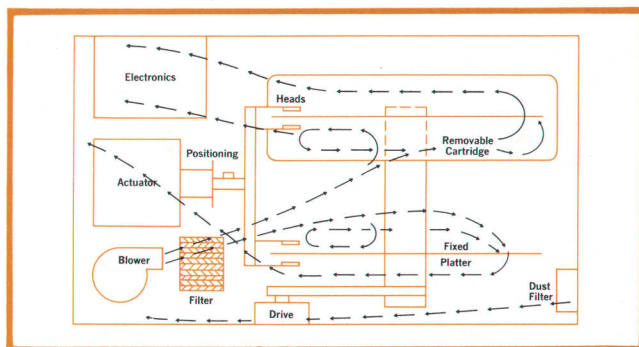 Electronics
Heads
Removable
Cartridge
Positioning
Actuator
Blower
Filter
Fixed
Platter
Drive
Dust
Filter